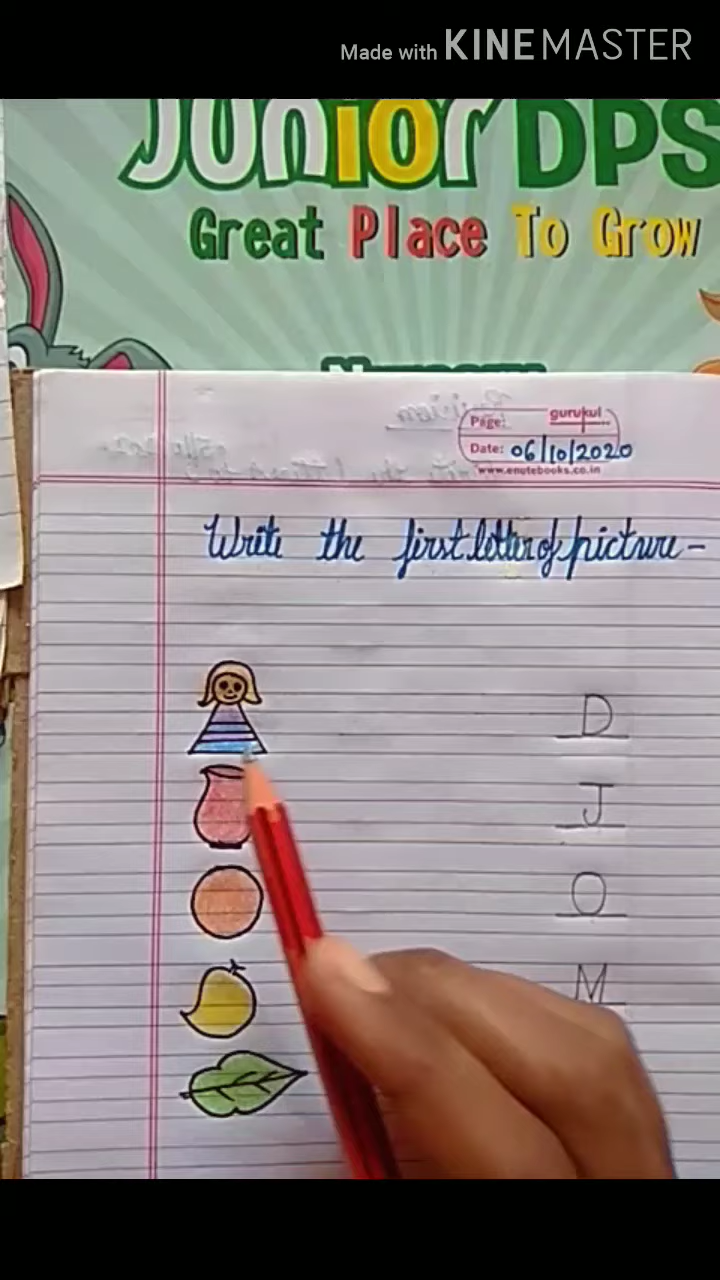 Made with KINEMASTER
Junior DPS
Great Place To Grow
Page: gurukul
Date: 06/10/2020
www.enotebooks.co.in
Write the first letter of picture-
D
J
O
M